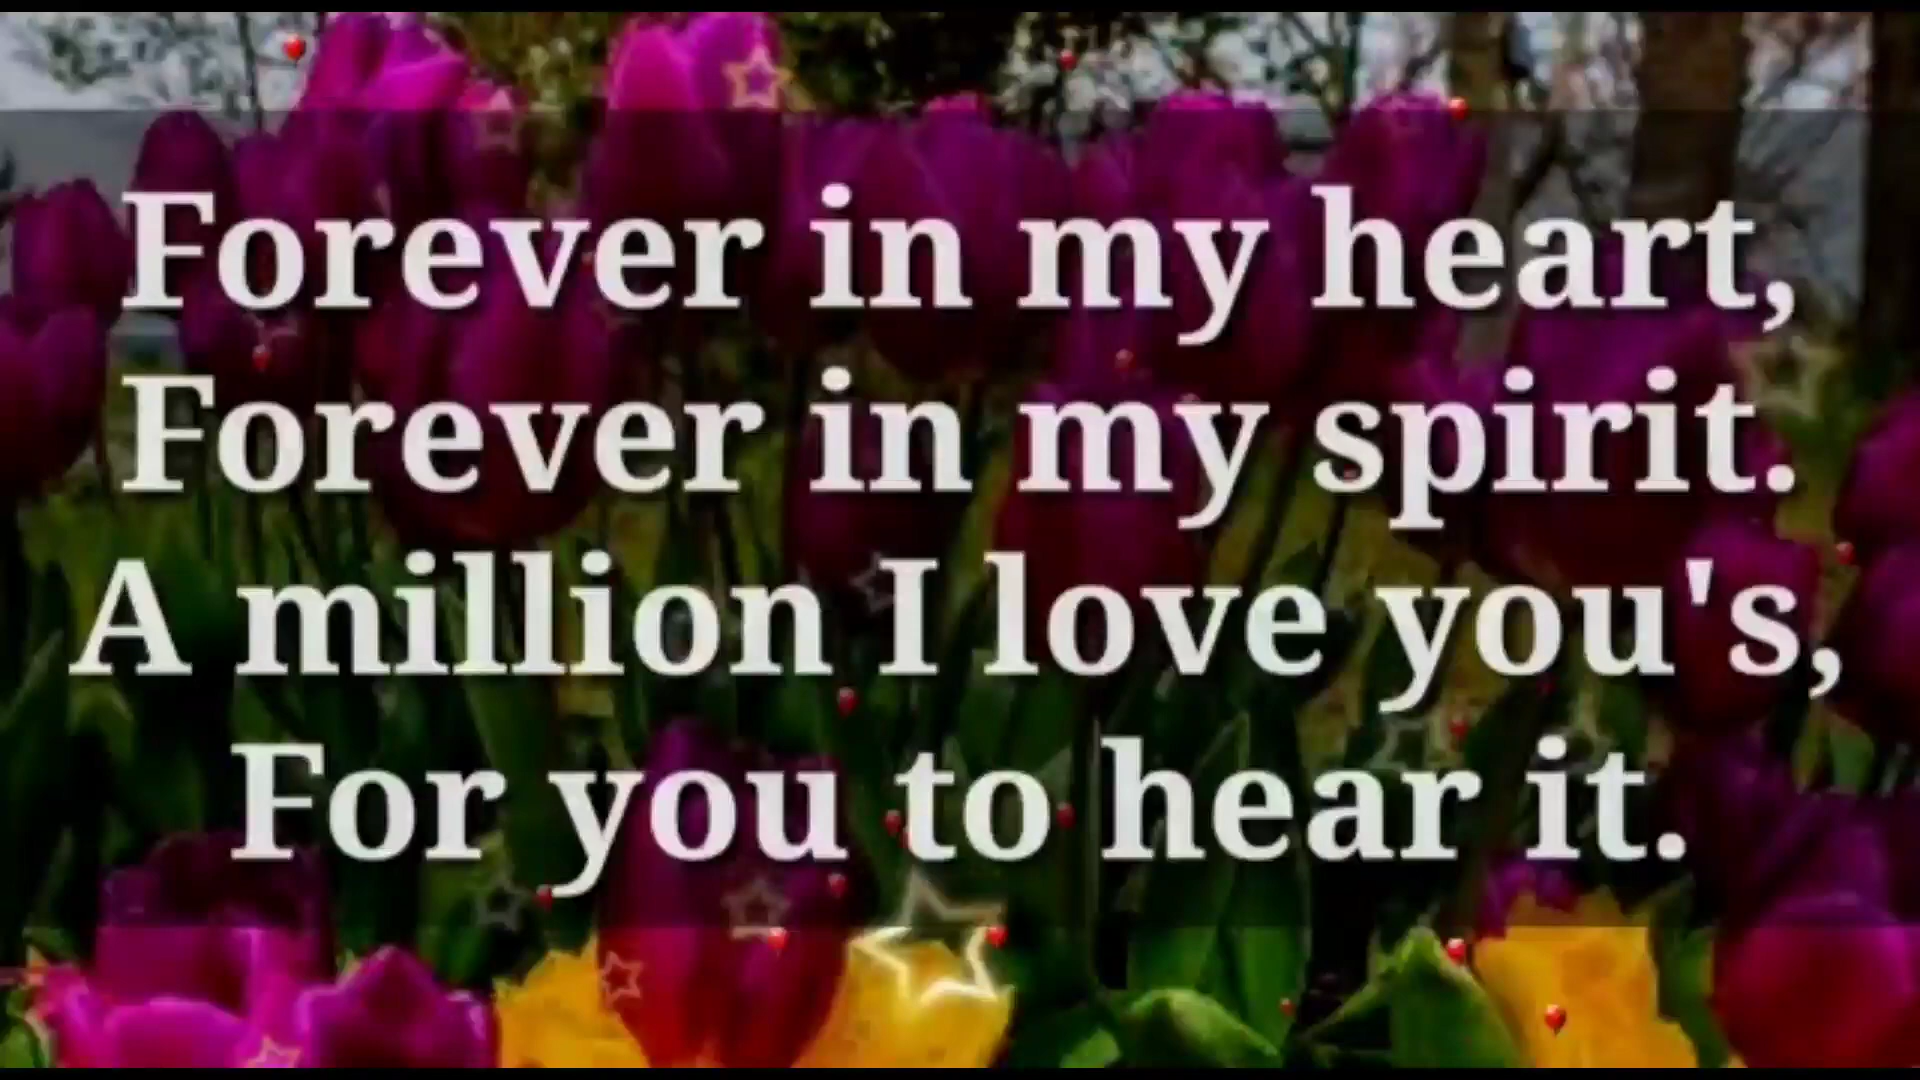 Forever in my heart,
Forever in my spirit.
A million I love you's,
For you to hear it.